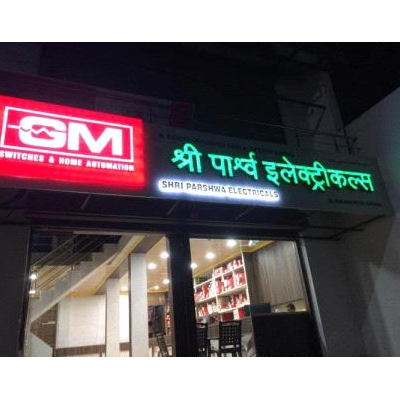 GM
SWITCHES & HOME AUTOMATION
श्री पार्श्व इलेक्ट्रीकल्स
SHRI PARSHWA ELECTRICALS